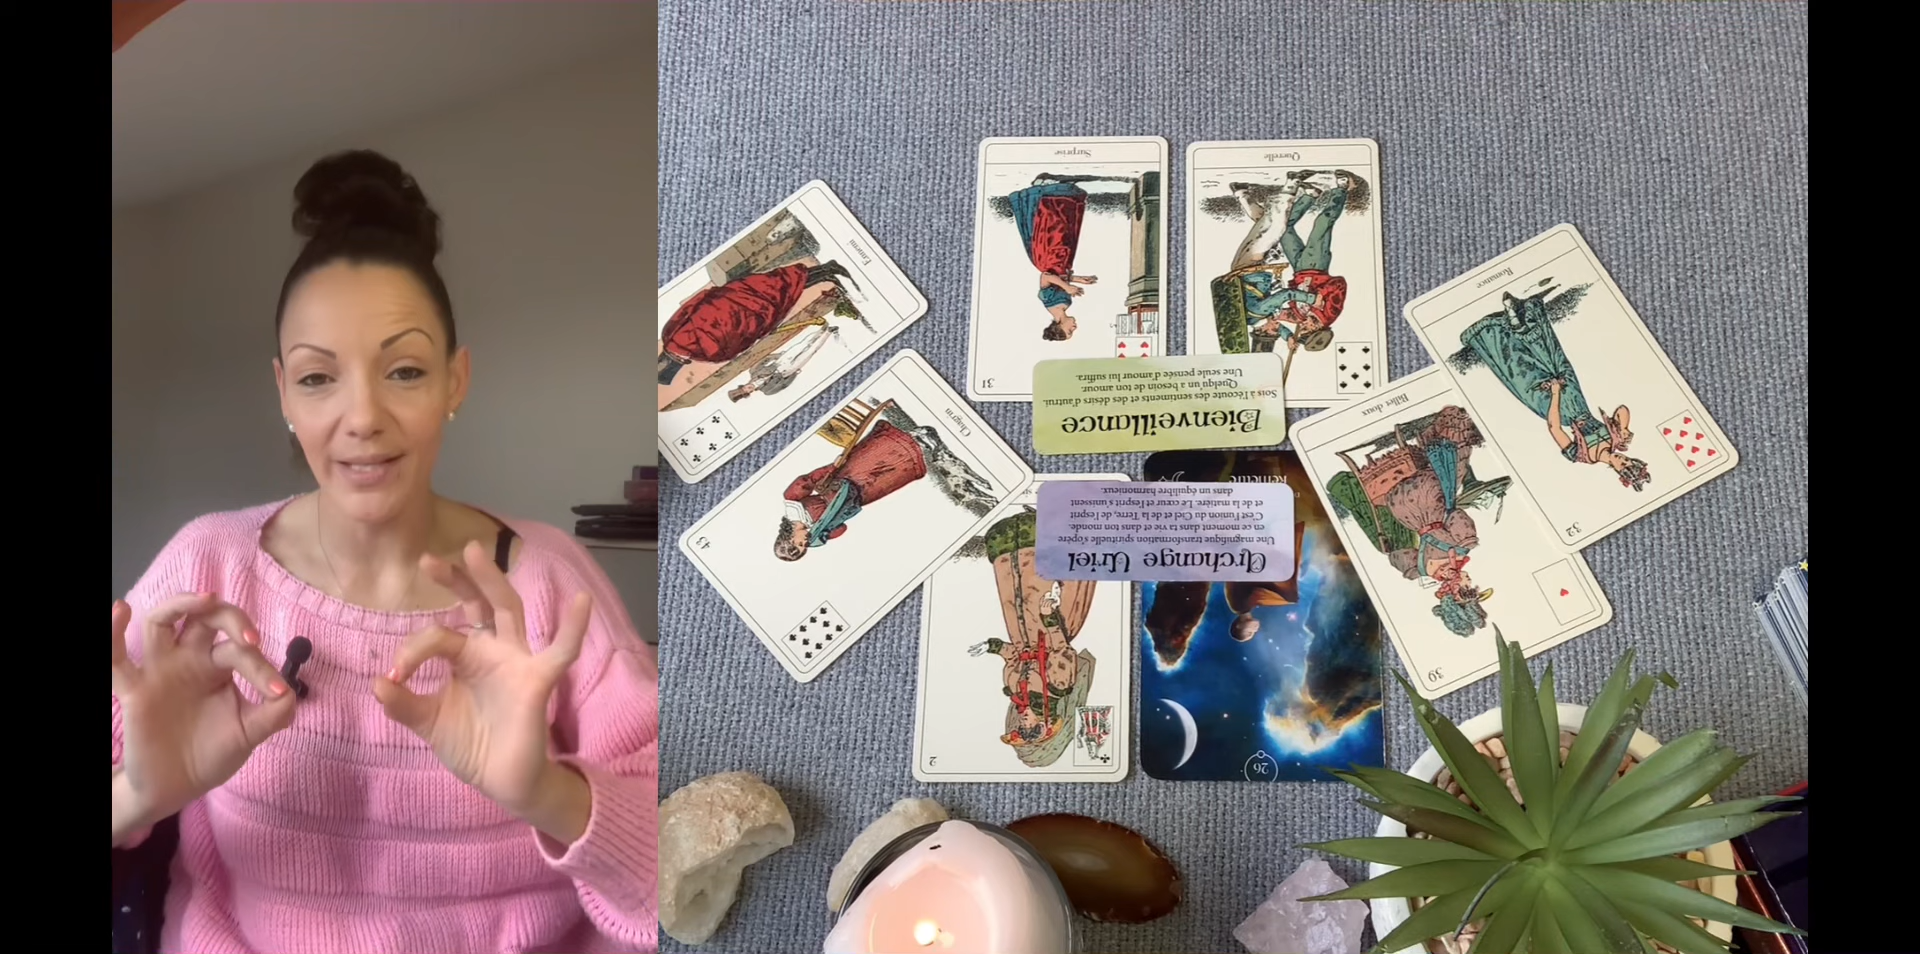 Surprise
31
Querelle
Ennemi
Romance
32
Billet doux
39
Chagrin
43
2
Bienveillance
Sois à l'écoute des sentiments et des désirs d'autrui.
Quelqu'un a besoin de ton amour.
Une seule pensée d'amour lui suffira.
Archange Uriel
Une magnifique transformation spirituelle s'opère
en ce moment dans ta vie et dans ton monde.
C'est l'union du Ciel et de la Terre, de l'esprit
et de la matière. Le cœur et l'esprit s'unissent
dans un équilibre harmonieux.
26